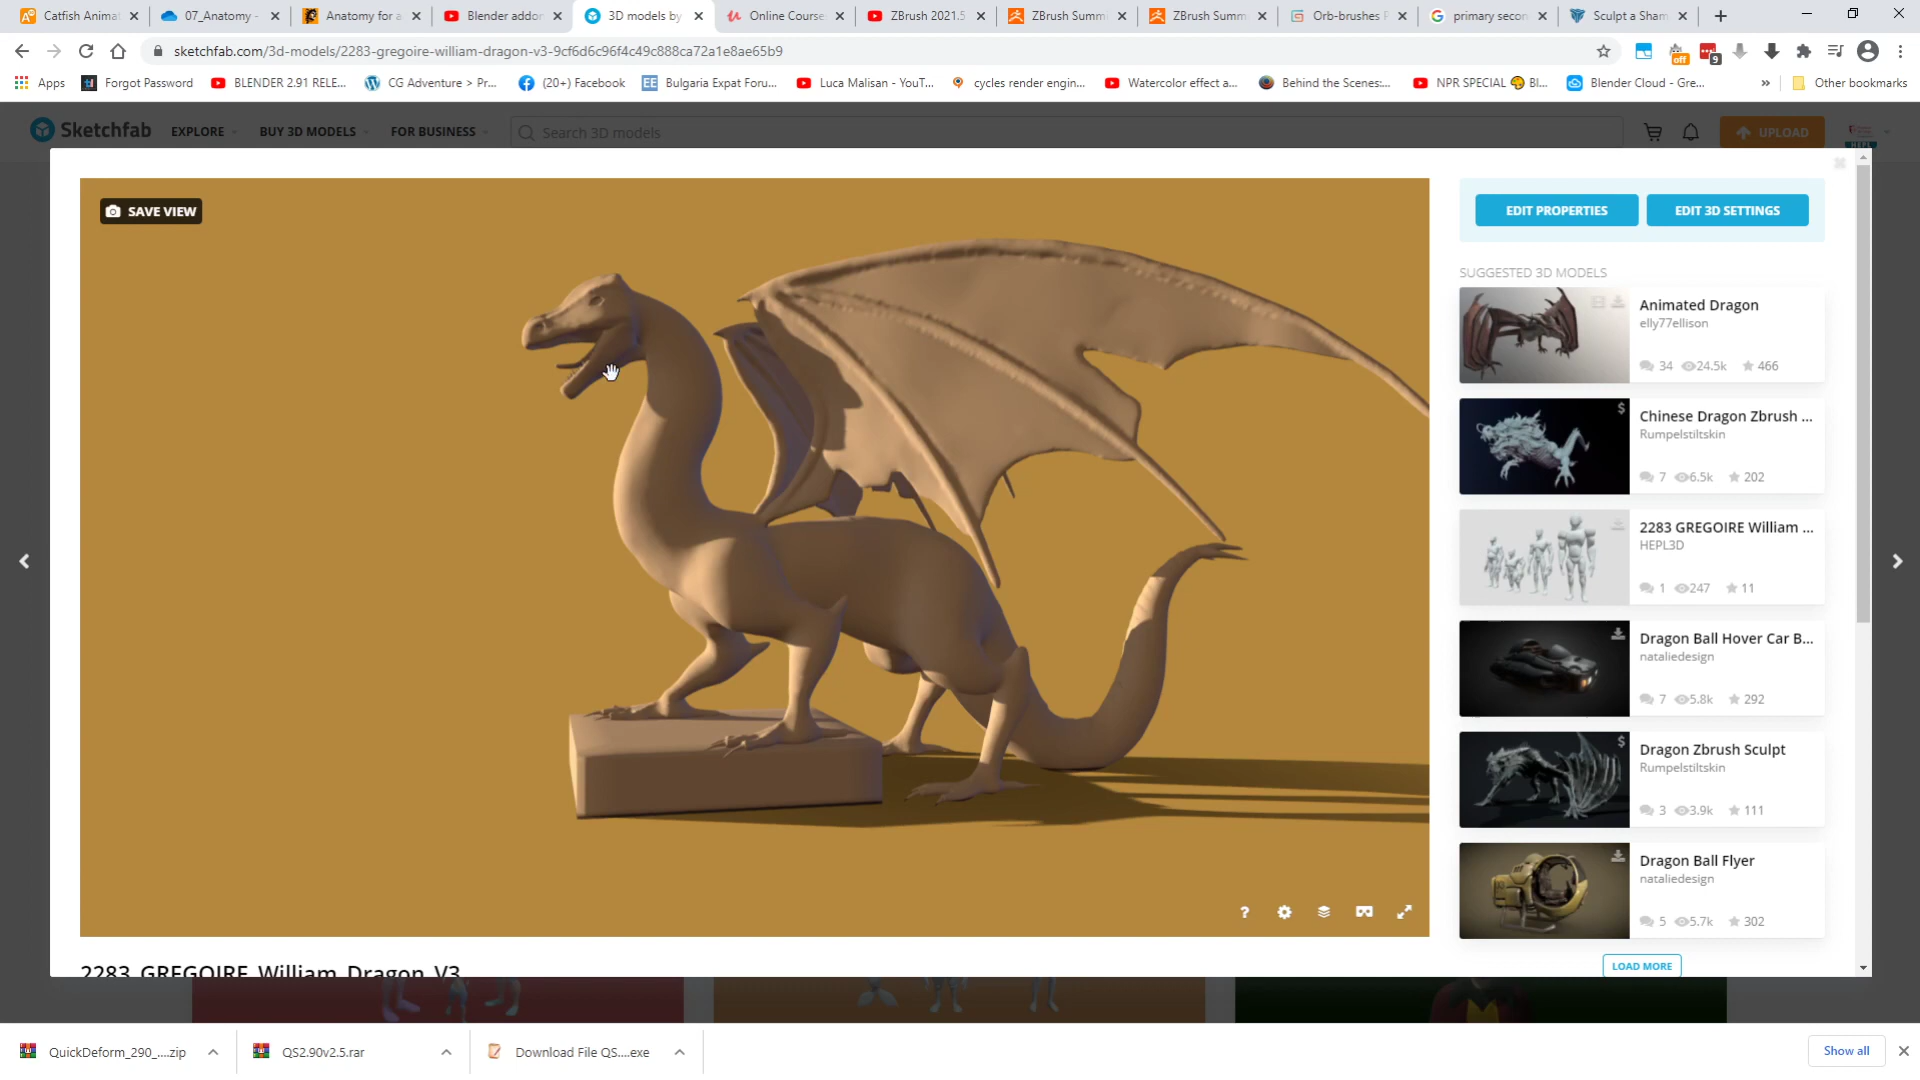 Catfish Anima
07_Anatomy -
Anatomy for a
Blender addon
3D models by
Online Course
ZBrush 2021.5
ZBrush Summ
ZBrush Summ
Orb-brushes P
primary secon
Sculpt a Sham
sketchfab.com/3d-models/2283-gregoire-william-dragon-v3-9cf6d6c96f4c49c888ca72a1e8ae65b9
off
9
Apps
Forgot Password
BLENDER 2.91 RELE...
CG Adventure > Pr...
(20+) Facebook
EE Bulgaria Expat Foru...
Luca Malisan - YouT...
cycles render engin...
Watercolor effect a...
Behind the Scenes:...
NPR SPECIAL Bl...
Blender Cloud - Gre...
»
Other bookmarks
Sketchfab
EXPLORE
BUY 3D MODELS
FOR BUSINESS
Search 3D models
UPLOAD
HEPL
SAVE VIEW
EDIT PROPERTIES
EDIT 3D SETTINGS
SUGGESTED 3D MODELS
Animated Dragon
elly77ellison
34 24.5k 466
$
Chinese Dragon Zbrush ...
Rumpelstiltskin
7 6.5k 202
2283 GREGOIRE William ...
HEPL3D
1 247 11
Dragon Ball Hover Car B...
nataliedesign
7 5.8k 292
$
Dragon Zbrush Sculpt
Rumpelstiltskin
3 3.9k 111
Dragon Ball Flyer
nataliedesign
5 5.7k 302
?
LOAD MORE
2283 GREGOIRE William Dragon V3
QuickDeform_290_....zip
QS2.90v2.5.rar
Download File QS....exe
Show all